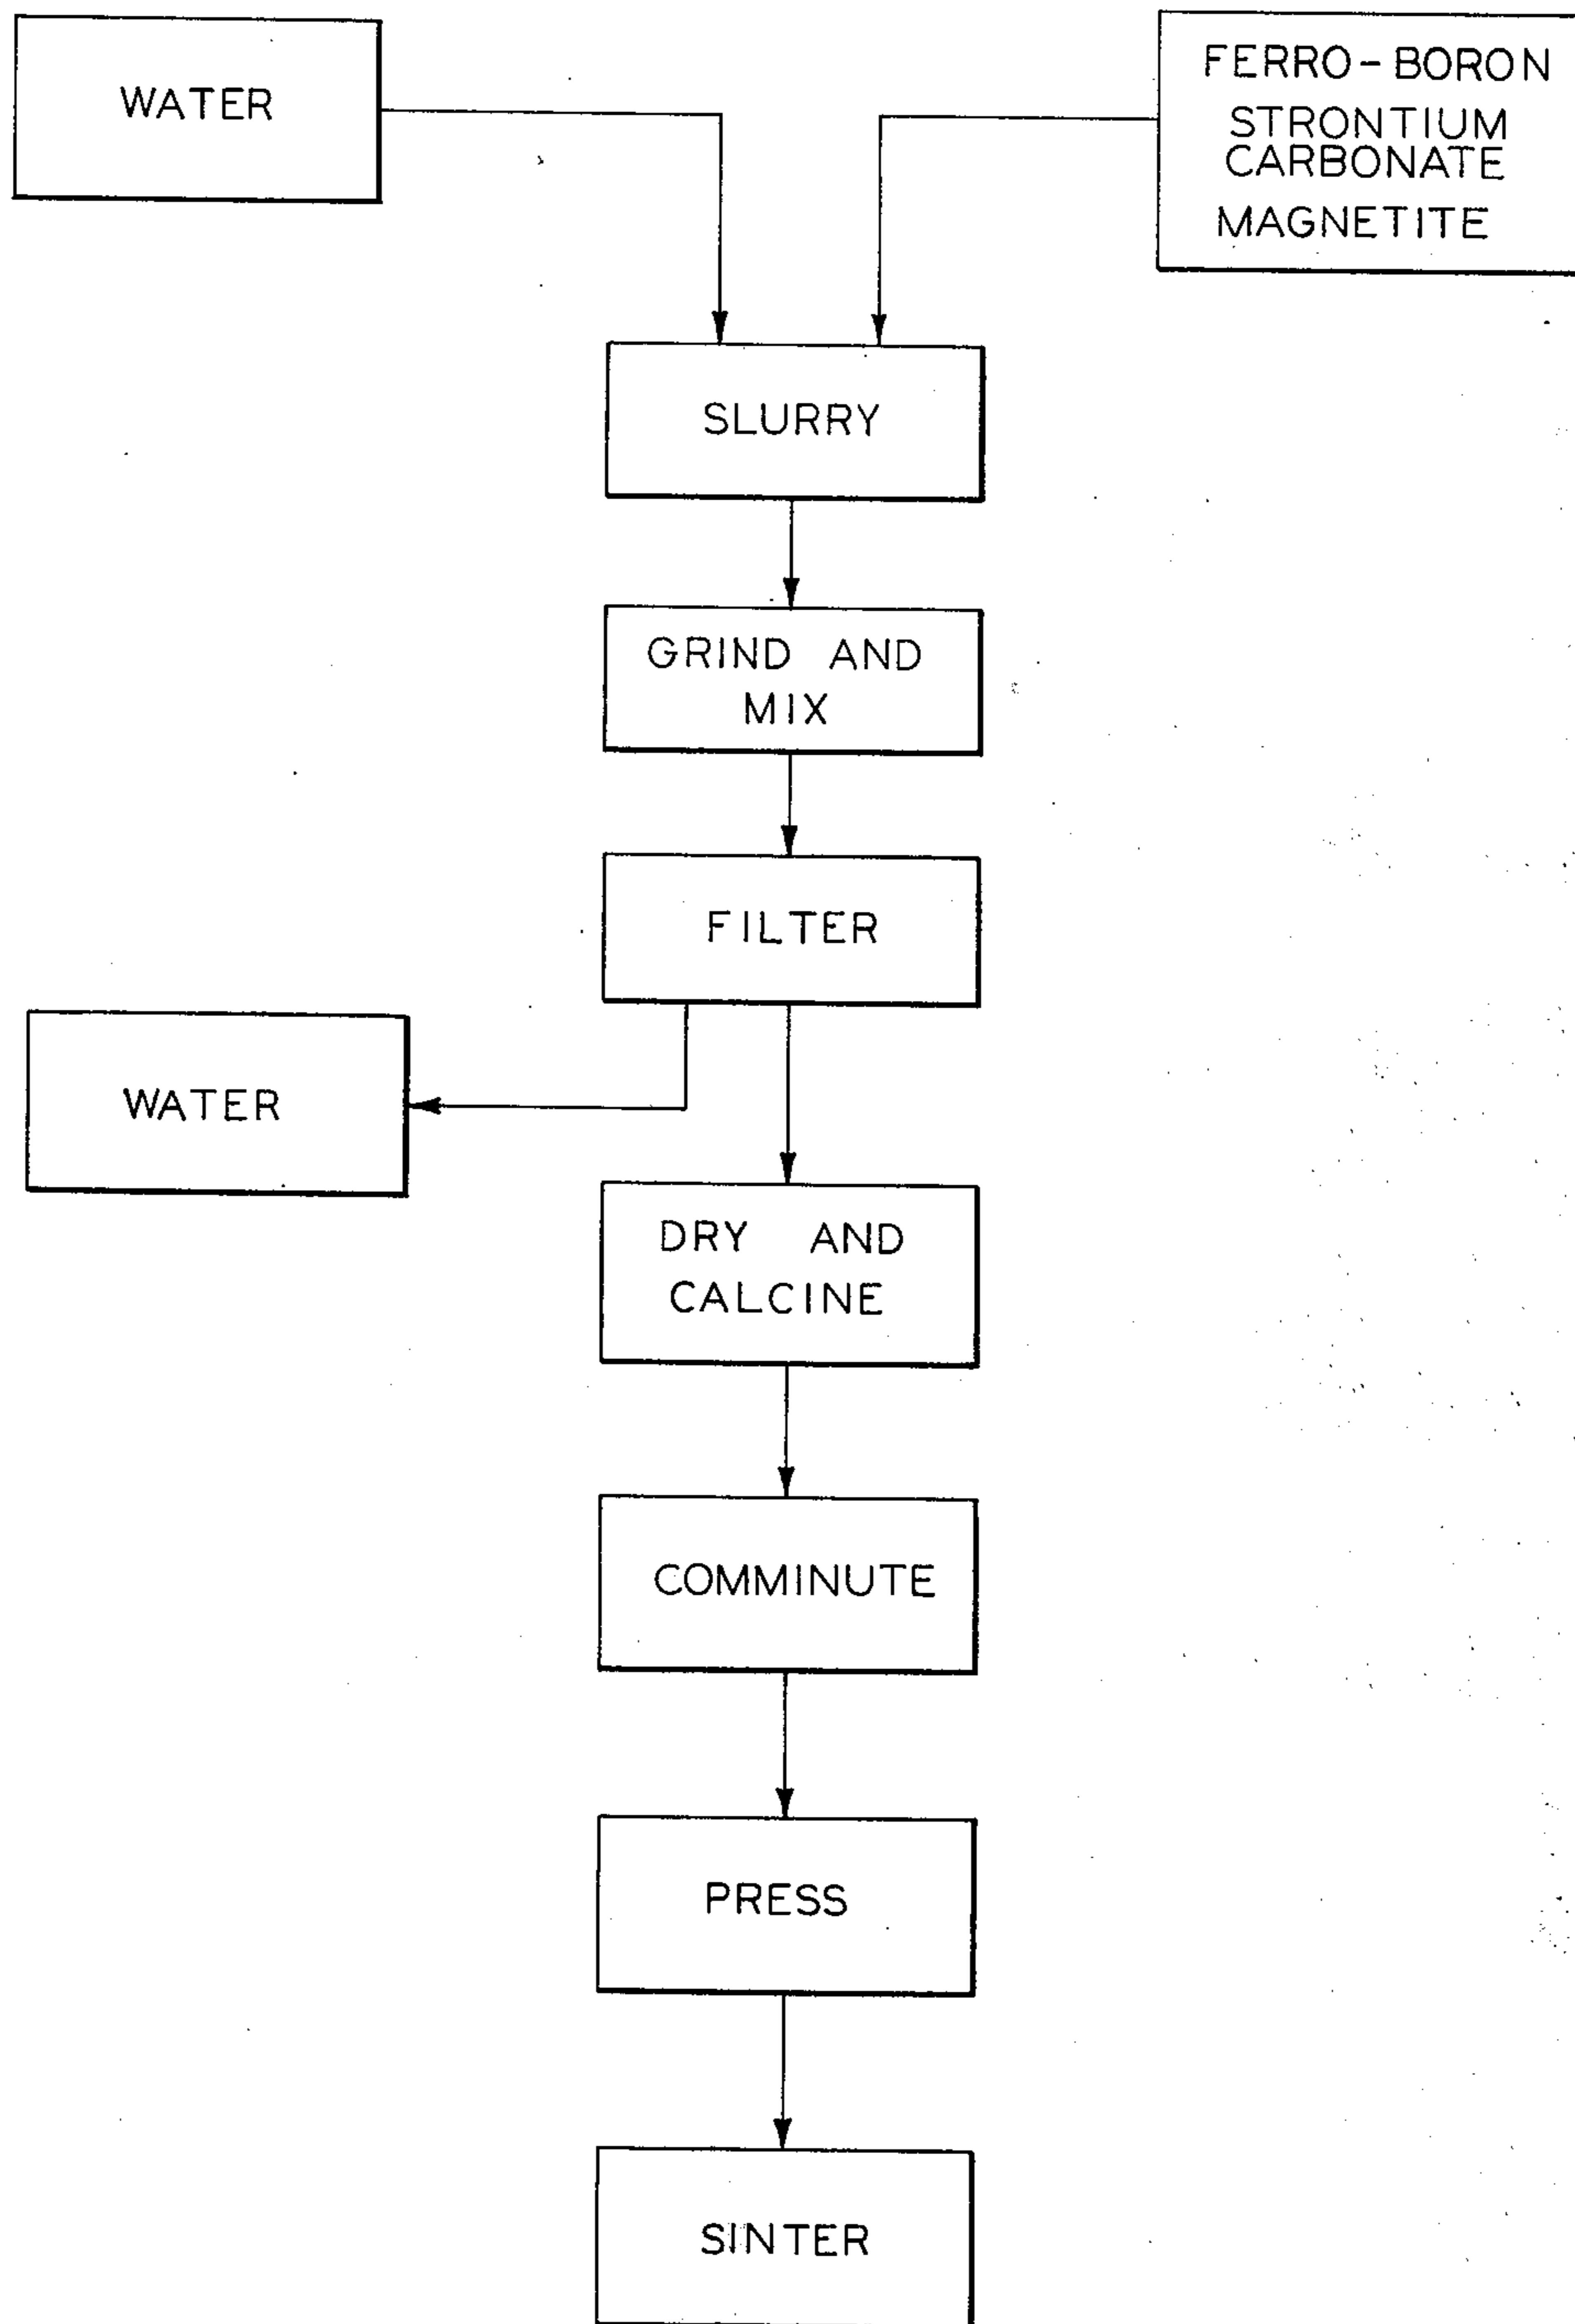 WATER
FERRO-BORON
STRONTIUM
CARBONATE
MAGNETITE
SLURRY
GRIND AND
MIX
FILTER
WATER
DRY AND
CALCINE
COMMINUTE
PRESS
SINTER